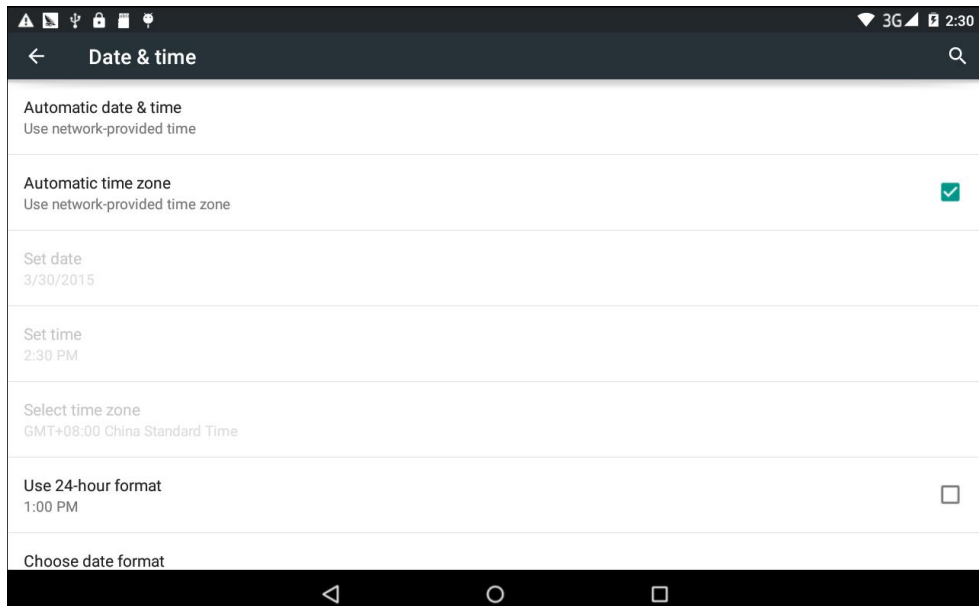 3G 2:30
Date & time
Automatic date & time
Use network-provided time
Automatic time zone
Use network-provided time zone
Set date
3/30/2015
Set time
2:30 PM
Select time zone
GMT+08:00 China Standard Time
Use 24-hour format
1:00 PM
Choose date format